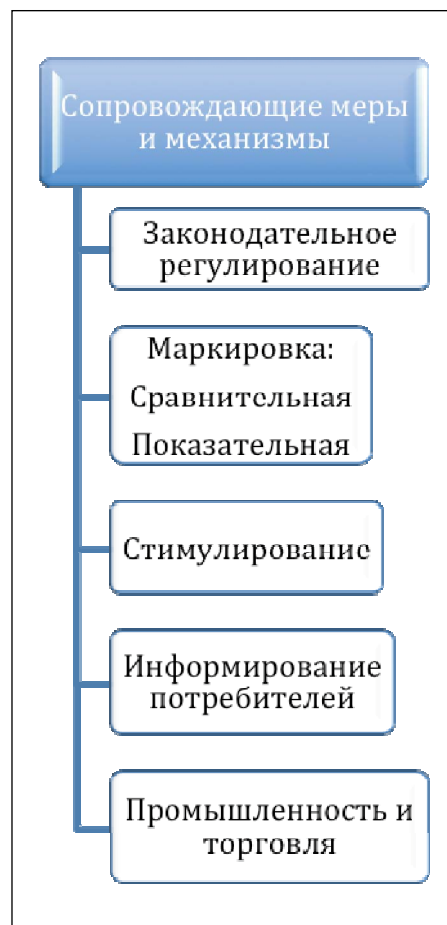 Сопровождающие меры
и механизмы
Законодательное
регулирование
Маркировка:
Сравнительная
Показательная
Стимулирование
Информирование
потребителей
Промышленность и
торговля